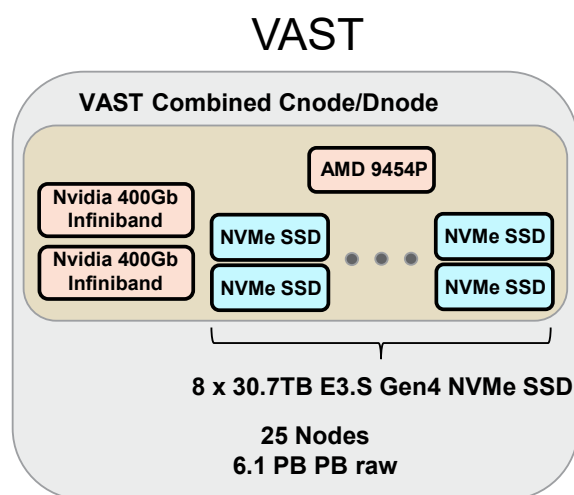 VAST
VAST Combined Cnode/Dnode
AMD 9454P
Nvidia 400Gb
Infiniband
Nvidia 400Gb
Infiniband
NVMe SSD
NVMe SSD
NVMe SSD
NVMe SSD
8 x 30.7TB E3.S Gen4 NVMe SSD
25 Nodes
6.1 PB PB raw